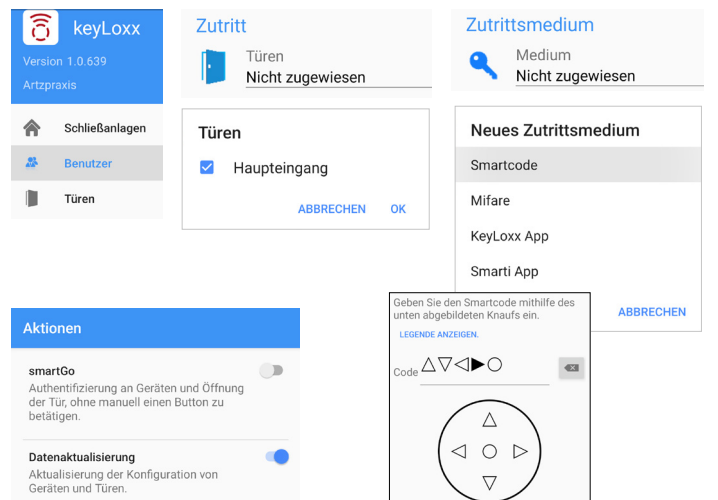 keyLoxx
Version 1.0.639
Artzpraxis
Schließanlagen
Benutzer
Türen
Zutritt
Türen
Nicht zugewiesen
Türen
Haupteingang
ABBRECHEN OK
Zutrittsmedium
Medium
Nicht zugewiesen
Neues Zutrittsmedium
Smartcode
Mifare
KeyLoxx App
Smarti App
ABBRECHEN
Aktionen
smartGo
Authentifizierung an Geräten und Öffnung
der Tür, ohne manuell einen Button zu
betätigen.
Datenaktualisierung
Aktualisierung der Konfiguration von
Geräten und Türen.
Geben Sie den Smartcode mithilfe des
unten abgebildeten Knaufs ein.
LEGENDE ANZEIGEN.
Code △▽◁▶○